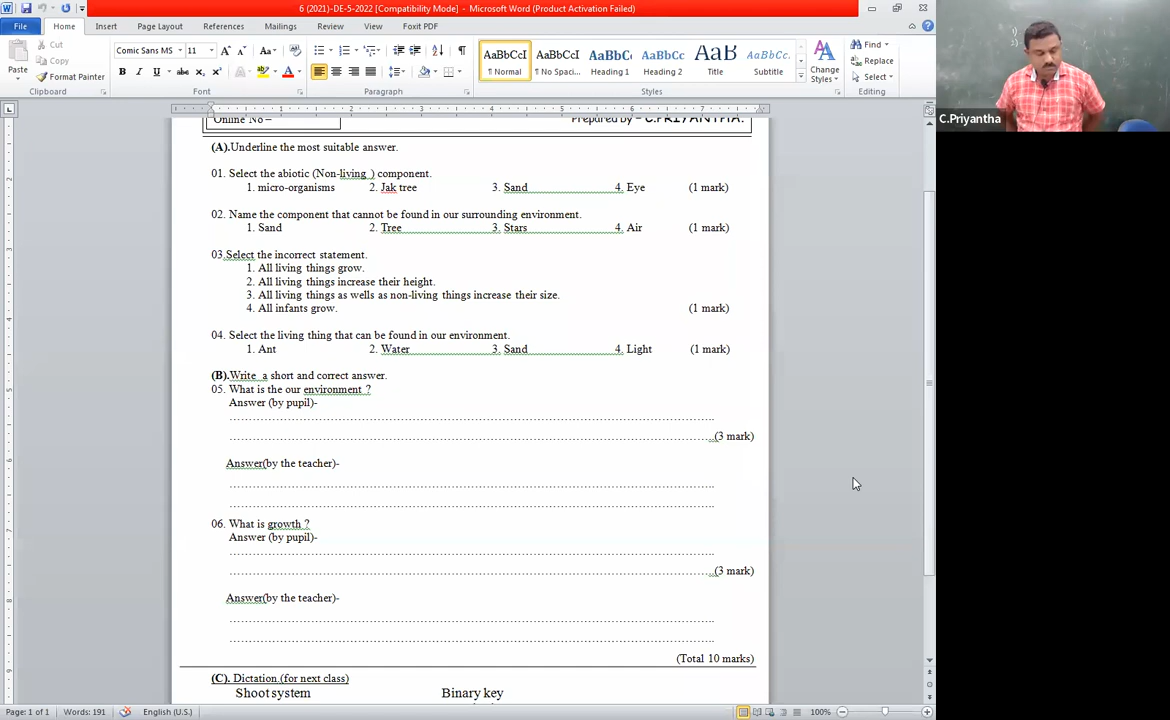 6 (2021)-DE-5-2022 [Compatibility Mode] - Microsoft Word (Product Activation Failed)
File Home Insert Page Layout References Mailings Review View Foxit PDF
Paste
Cut
Copy
Format Painter
Clipboard
Comic Sans MS 11
Font
Paragraph
AaBbCcI AaBbCcI AaBbC AaBbCc AaB AaBbCc.
¶ Normal ¶ No Spaci... Heading 1 Heading 2 Title Subtitle
Change Styles
Styles
Find
Replace
Select
Editing
Online No –
Prepared by – C.PRIYANTHA.
(A).Underline the most suitable answer.
01. Select the abiotic (Non-living ) component.
1. micro-organisms 2. Jak tree 3. Sand 4. Eye (1 mark)
02. Name the component that cannot be found in our surrounding environment.
1. Sand 2. Tree 3. Stars 4. Air (1 mark)
03.Select the incorrect statement.
1. All living things grow.
2. All living things increase their height.
3. All living things as wells as non-living things increase their size.
4. All infants grow. (1 mark)
04. Select the living thing that can be found in our environment.
1. Ant 2. Water 3. Sand 4. Light (1 mark)
(B).Write a short and correct answer.
05. What is the our environment ?
Answer (by pupil)-
(3 mark)
Answer(by the teacher)-
06. What is growth ?
Answer (by pupil)-
(3 mark)
Answer(by the teacher)-
(Total 10 marks)
(C). Dictation.(for next class)
Shoot system Binary key
Page: 1 of 1 Words: 191 English (U.S.) 100%
C.Priyantha